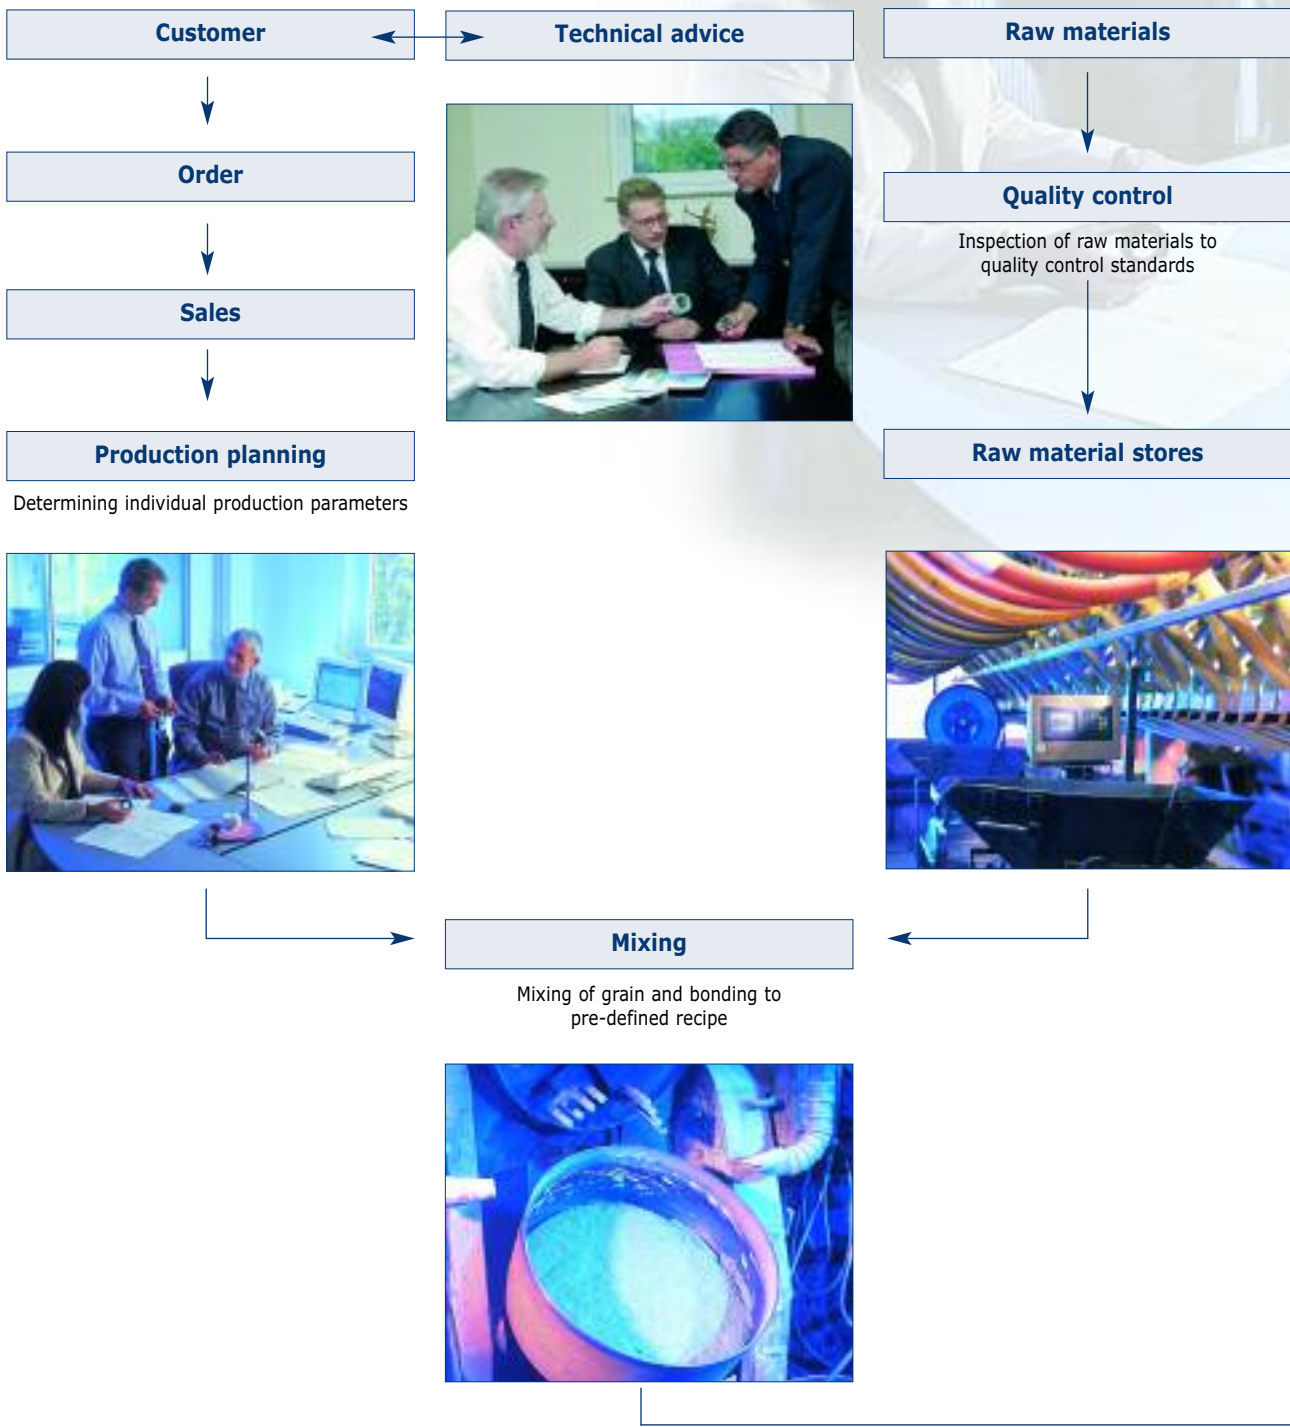 Customer
Technical advice
Raw materials
Order
Quality control
Inspection of raw materials to
quality control standards
Sales
Production planning
Determining individual production parameters
Raw material stores
Mixing
Mixing of grain and bonding to
pre-defined recipe